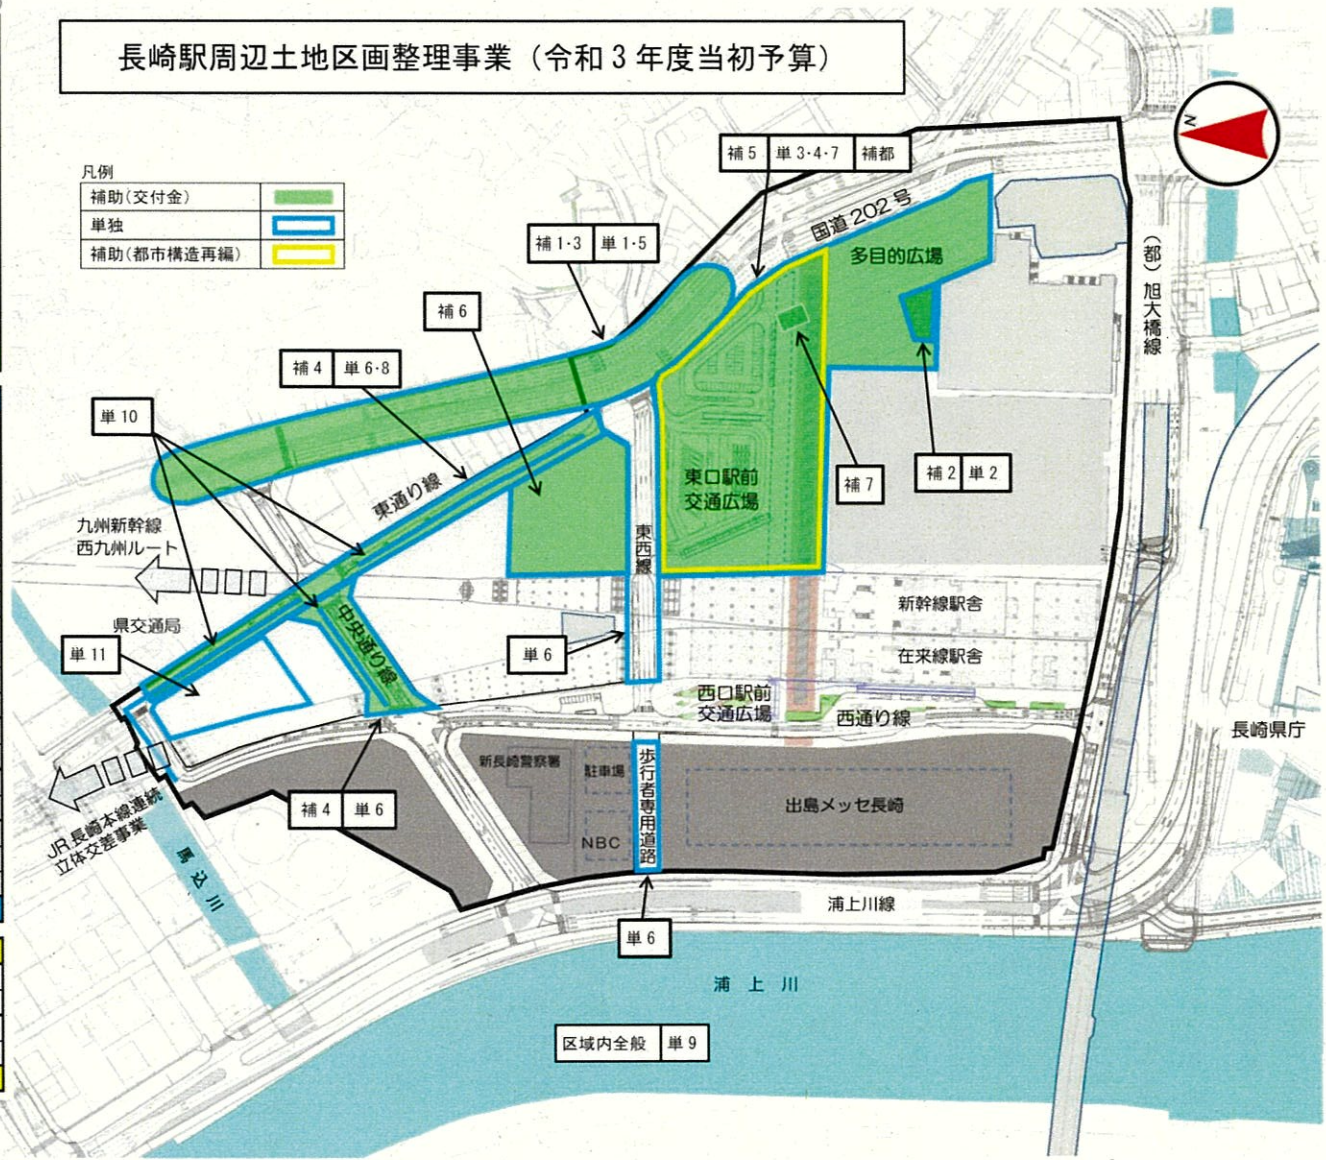 長崎駅周辺土地区画整理事業（令和３年度当初予算）
凡例
補助(交付金)
単独
補助(都市構造再編)
補5 単3･4･7 補都
補1･3 単1･5
補6
補4 単6･8
単10
国道202号
多目的広場
(都)旭大橋線
東通り線
東口駅前
交通広場
補7
補2 単2
九州新幹線
西九州ルート
東西線
県交通局
中央通り線
単11
単6
新幹線駅舎
在来線駅舎
西口駅前
交通広場
西通り線
長崎県庁
新長崎警察署
駐車場
歩行者専用道路
出島メッセ長崎
NBC
補4 単6
JR長崎本線連続
立体交差事業
馬込川
浦上川線
単6
浦上川
区域内全般 単9
N